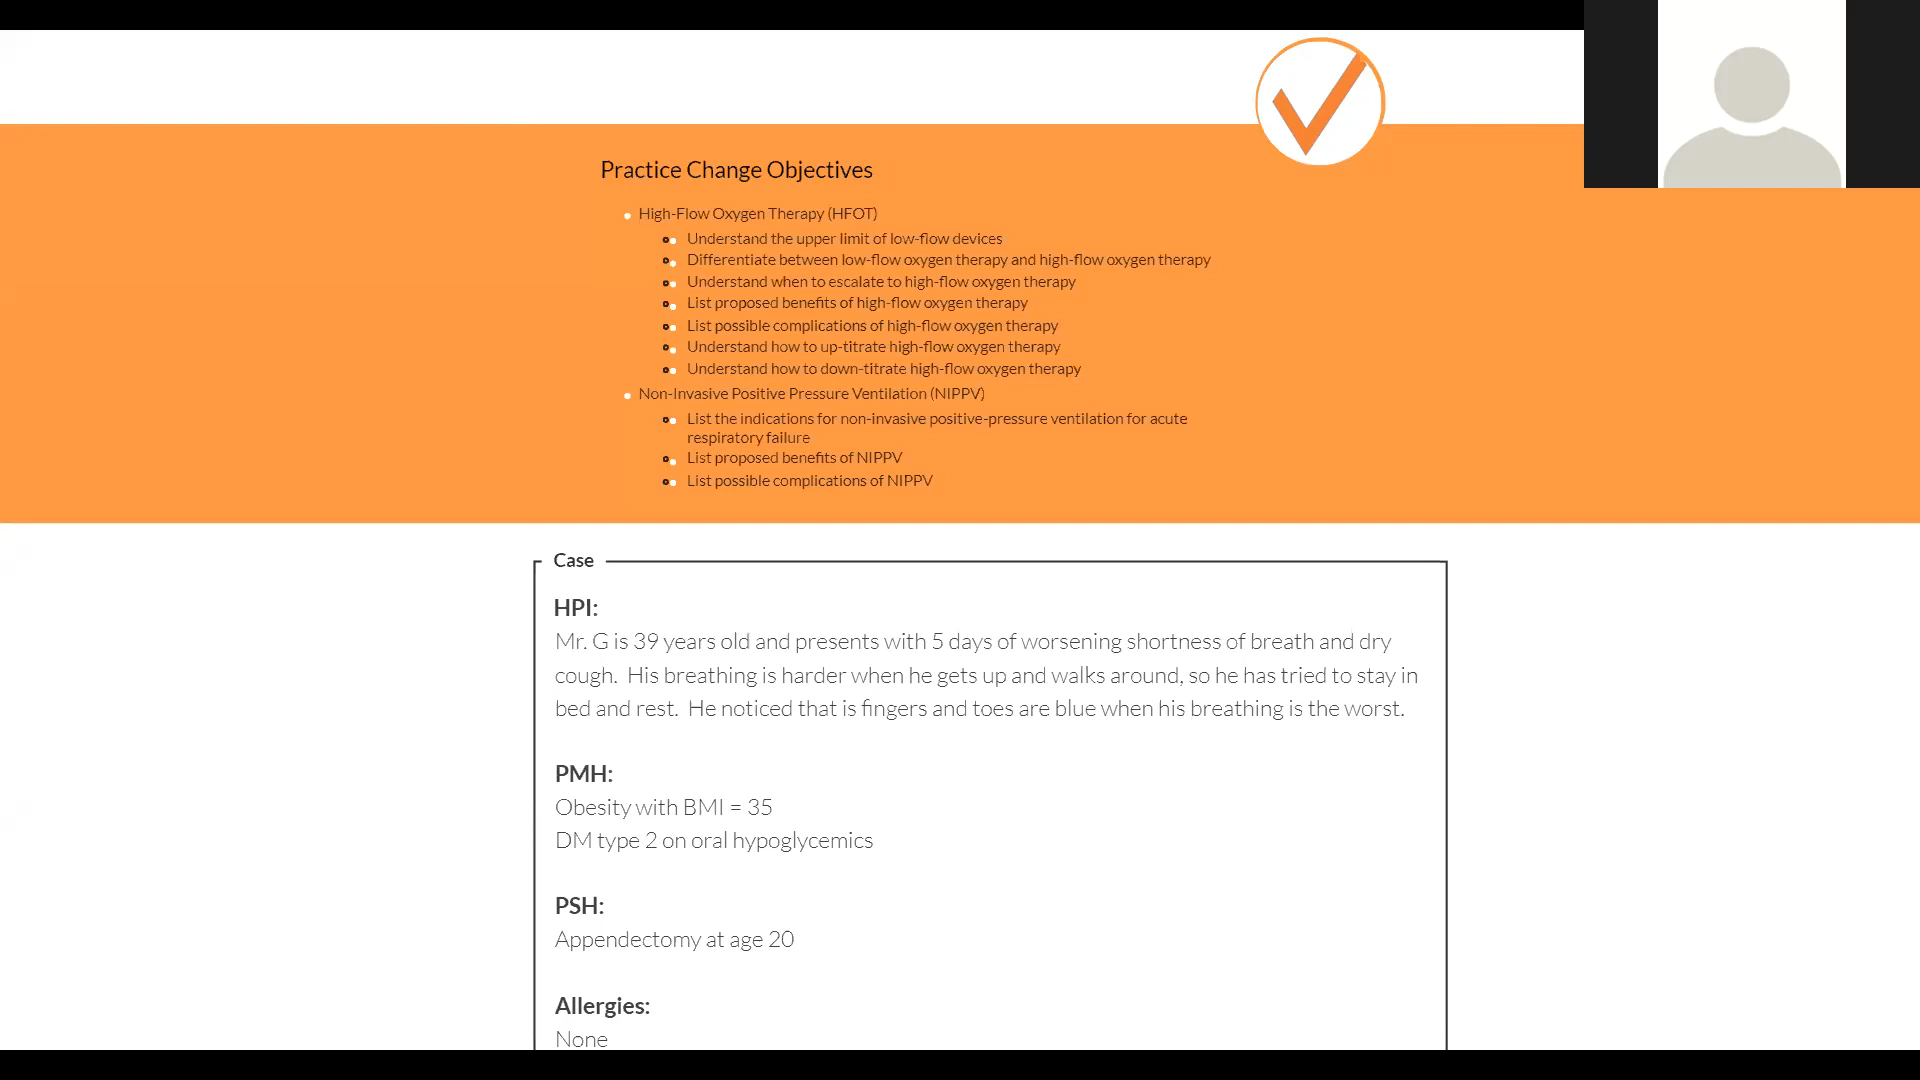 Practice Change Objectives
High-Flow Oxygen Therapy (HFOT)
Understand the upper limit of low-flow devices
Differentiate between low-flow oxygen therapy and high-flow oxygen therapy
Understand when to escalate to high-flow oxygen therapy
List proposed benefits of high-flow oxygen therapy
List possible complications of high-flow oxygen therapy
Understand how to up-titrate high-flow oxygen therapy
Understand how to down-titrate high-flow oxygen therapy
Non-Invasive Positive Pressure Ventilation (NIPPV)
List the indications for non-invasive positive-pressure ventilation for acute
respiratory failure
List proposed benefits of NIPPV
List possible complications of NIPPV
Case
HPI:
Mr. G is 39 years old and presents with 5 days of worsening shortness of breath and dry
cough.  His breathing is harder when he gets up and walks around, so he has tried to stay in
bed and rest.  He noticed that is fingers and toes are blue when his breathing is the worst.
PMH:
Obesity with BMI = 35
DM type 2 on oral hypoglycemics
PSH:
Appendectomy at age 20
Allergies:
None